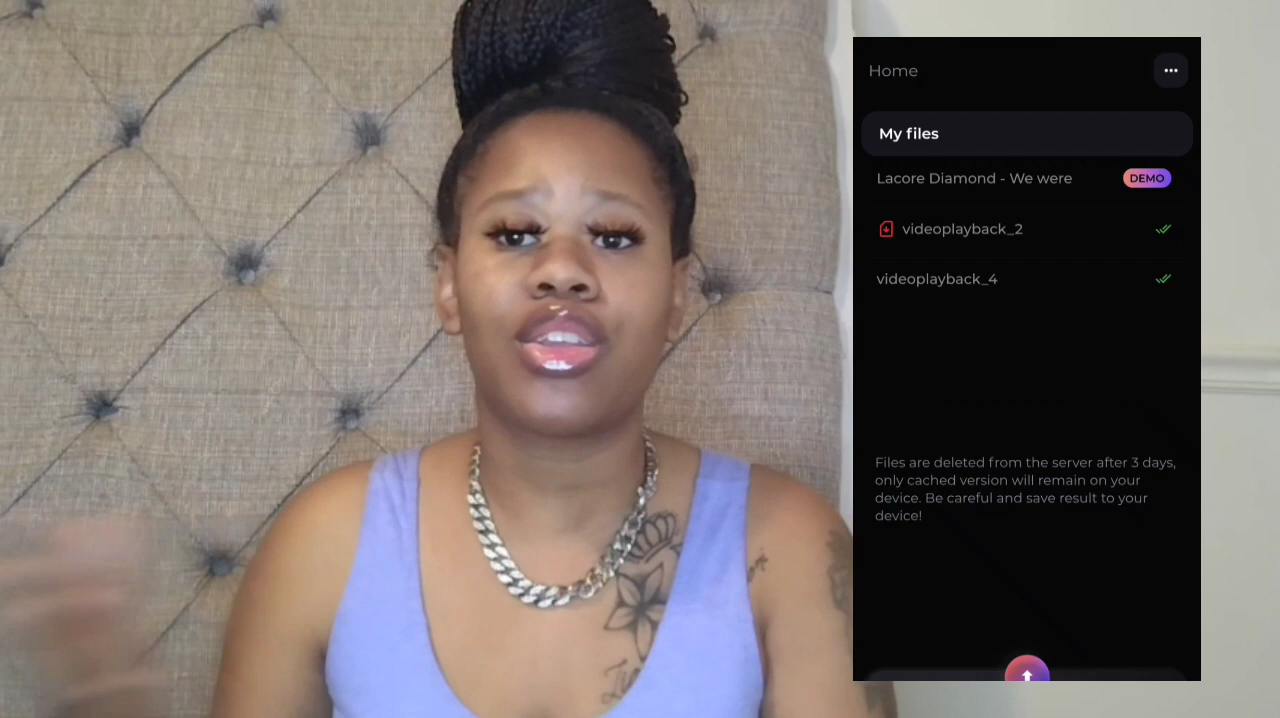 Home
My files
Lacore Diamond - We were
DEMO
videoplayback_2
videoplayback_4
Files are deleted from the server after 3 days,
only cached version will remain on your
device. Be careful and save result to your
device!